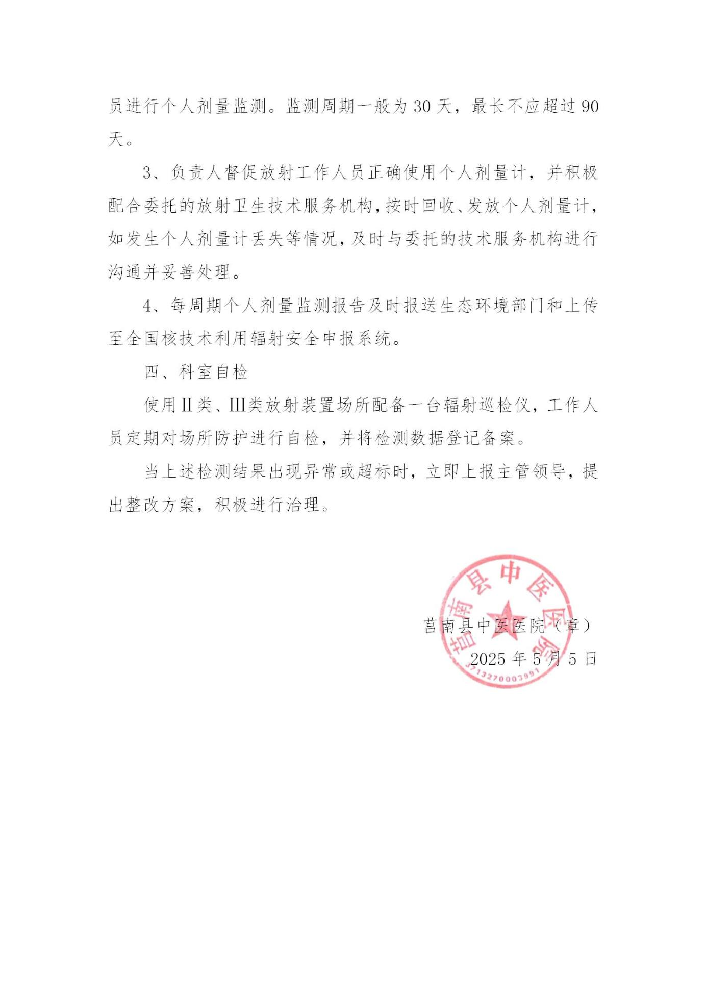 员进行个人剂量监测。监测周期一般为 30 天，最长不应超过 90
天。
3、负责人督促放射工作人员正确使用个人剂量计，并积极
配合委托的放射卫生技术服务机构，按时回收、发放个人剂量计，
如发生个人剂量计丢失等情况，及时与委托的技术服务机构进行
沟通并妥善处理。
4、每周期个人剂量监测报告及时报送生态环境部门和上传
至全国核技术利用辐射安全申报系统。
四、科室自检
使用Ⅱ类、Ⅲ类放射装置场所配备一台辐射巡检仪，工作人
员定期对场所防护进行自检，并将检测数据登记备案。
当上述检测结果出现异常或超标时，立即上报主管领导，提
出整改方案，积极进行治理。
莒南县中医医院
莒南县中医医院（章）
2025 年 5 月 5 日
3713270003991